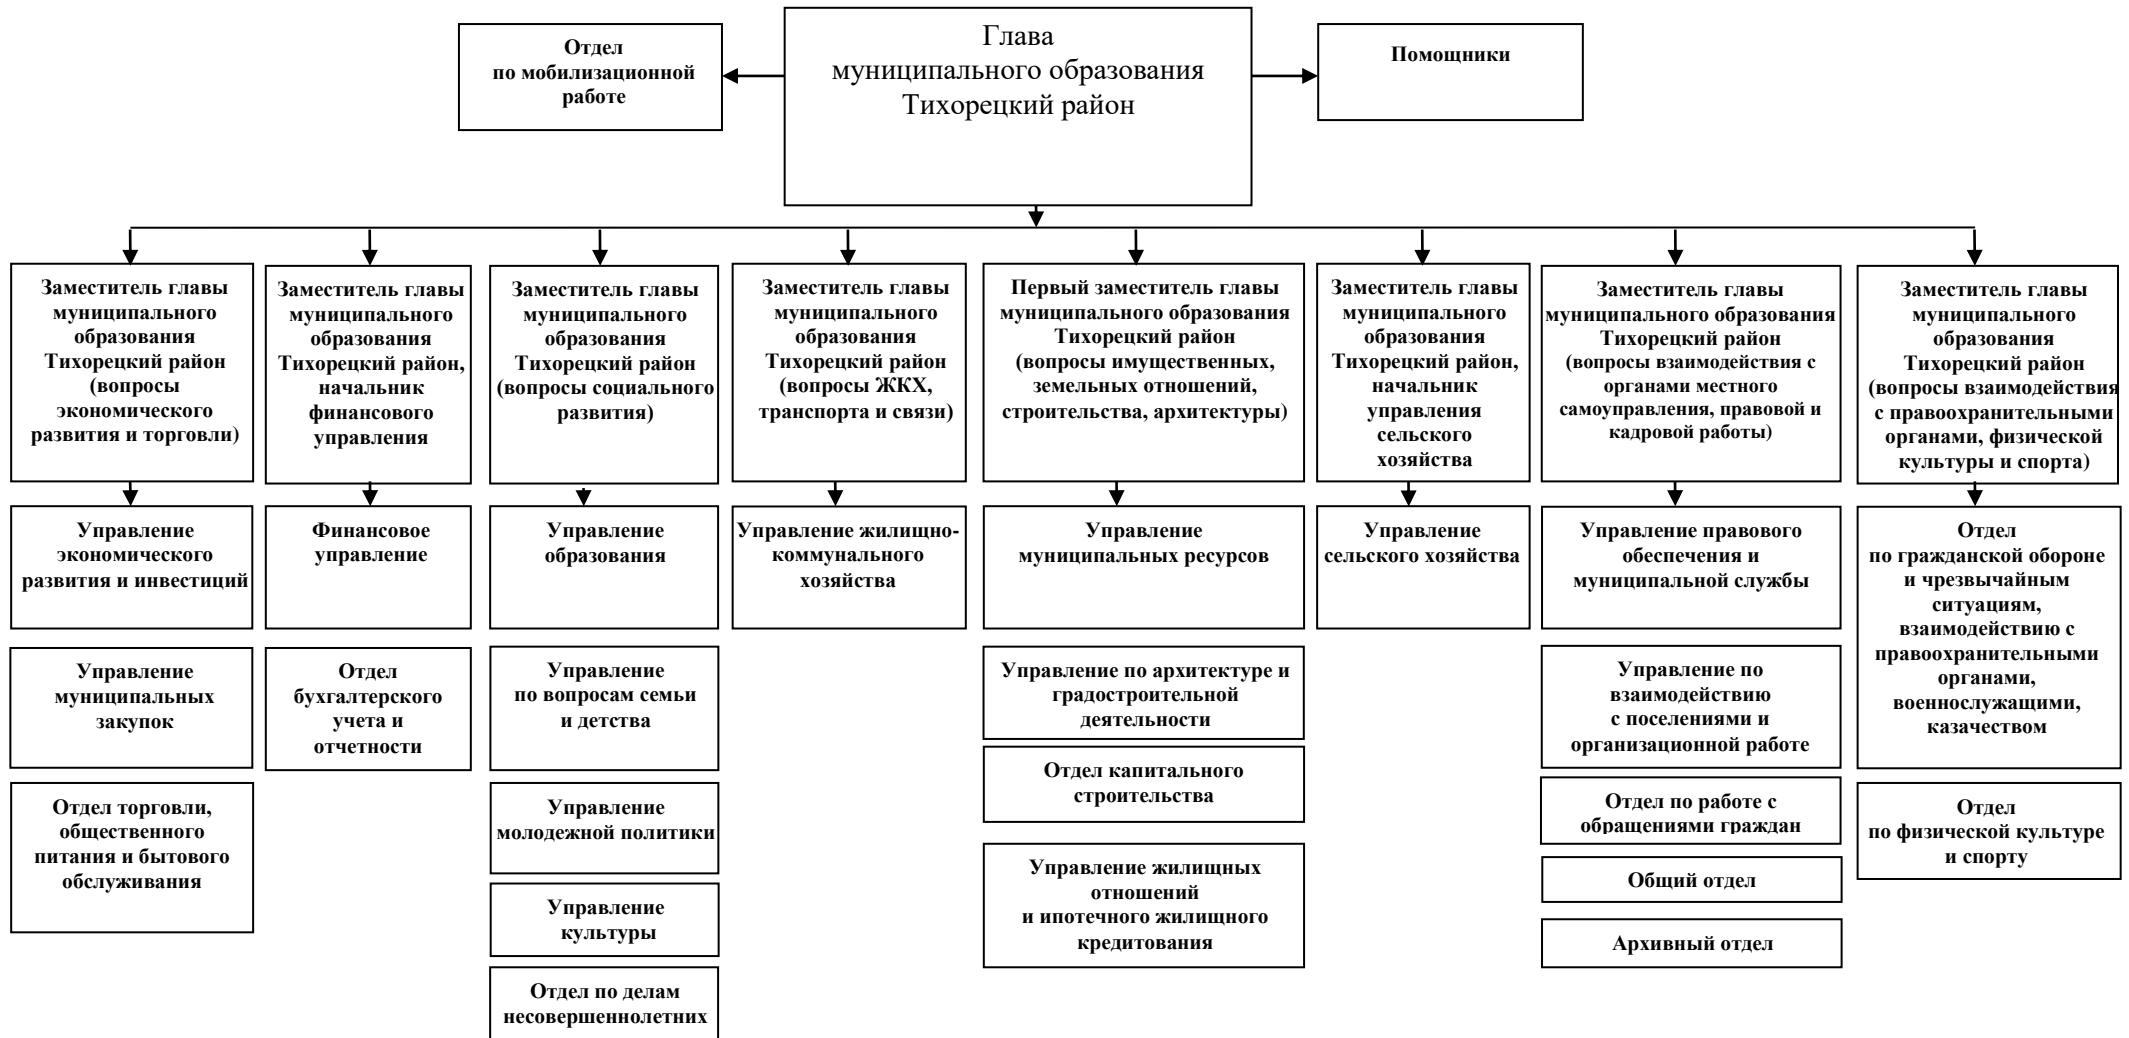 Отдел
по мобилизационной
работе
Глава
муниципального образования
Тихорецкий район
Помощники
Заместитель главы
муниципального
образования
Тихорецкий район
(вопросы
экономического
развития и торговли)
Заместитель главы
муниципального
образования
Тихорецкий район,
начальник
финансового
управления
Заместитель главы
муниципального
образования
Тихорецкий район
(вопросы социального
развития)
Заместитель главы
муниципального
образования
Тихорецкий район
(вопросы ЖКХ,
транспорта и связи)
Первый заместитель главы
муниципального образования
Тихорецкий район
(вопросы имущественных,
земельных отношений,
строительства, архитектуры)
Заместитель главы
муниципального
образования
Тихорецкий район,
начальник
управления
сельского
хозяйства
Заместитель главы
муниципального образования
Тихорецкий район
(вопросы взаимодействия с
органами местного
самоуправления, правовой и
кадровой работы)
Заместитель главы
муниципального
образования
Тихорецкий район
(вопросы взаимодействия
с правоохранительными
органами, физической
культуры и спорта)
Управление
экономического
развития и инвестиций
Финансовое
управление
Управление
образования
Управление жилищно-
коммунального
хозяйства
Управление
муниципальных ресурсов
Управление
сельского хозяйства
Управление правового
обеспечения и
муниципальной службы
Отдел
по гражданской обороне
и чрезвычайным
ситуациям,
взаимодействию с
правоохранительными
органами,
военнослужащими,
казачеством
Управление
муниципальных
закупок
Отдел
бухгалтерского
учета и
отчетности
Управление
по вопросам семьи
и детства
Управление по архитектуре и
градостроительной
деятельности
Управление по
взаимодействию
с поселениями и
организационной работе
Отдел капитального
строительства
Отдел торговли,
общественного
питания и бытового
обслуживания
Управление
молодежной политики
Отдел по работе с
обращениями граждан
Отдел
по физической культуре
и спорту
Управление жилищных
отношений
и ипотечного жилищного
кредитования
Общий отдел
Управление
культуры
Архивный отдел
Отдел по делам
несовершеннолетних